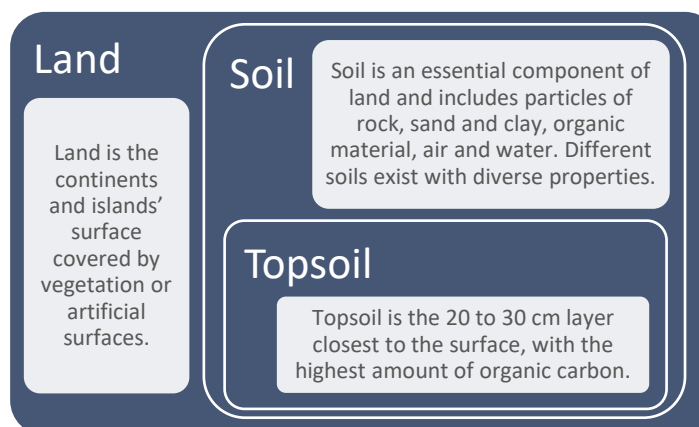 Land
Land is the
continents
and islands’
surface
covered by
vegetation or
artificial
surfaces.
Soil
Soil is an essential component of
land and includes particles of
rock, sand and clay, organic
material, air and water. Different
soils exist with diverse properties.
Topsoil
Topsoil is the 20 to 30 cm layer
closest to the surface, with the
highest amount of organic carbon.